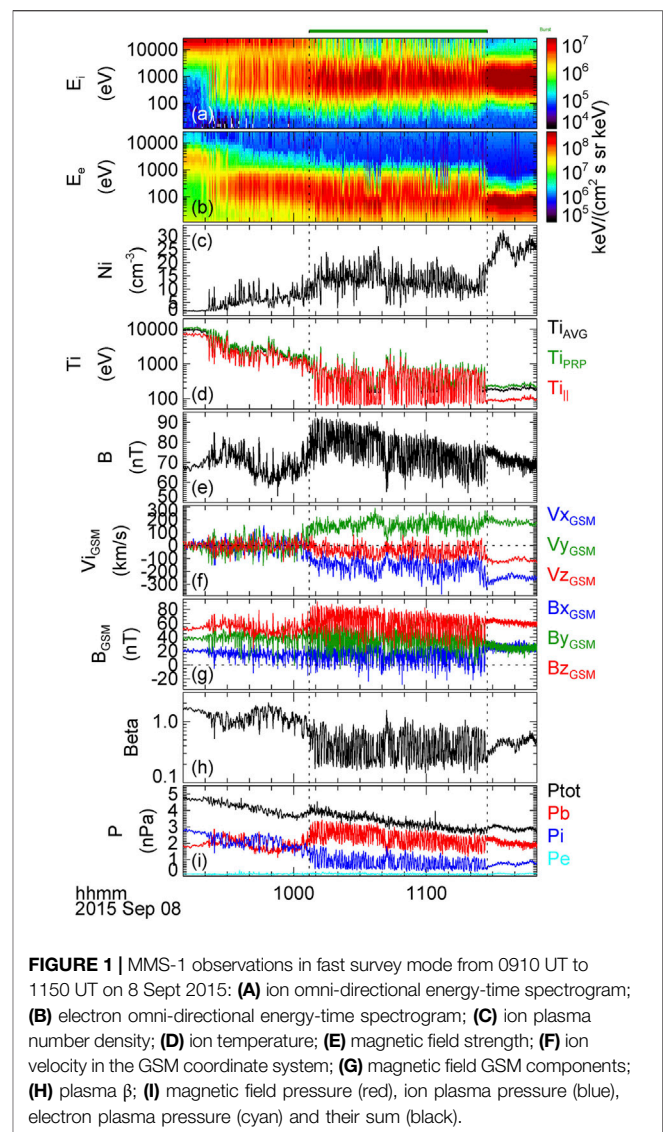 Burst
10000
1000
100
E_i
(eV)
(a)
10^7
10^6
10^5
10^4
10000
1000
100
E_e
(eV)
(b)
10^8
10^7
10^6
10^5
keV/(cm^2 s sr keV)
30
25
20
15
10
5
0
Ni
(cm^-3)
(c)
10000
1000
100
Ti
(eV)
(d)
Ti_AVG
Ti_PRP
Ti_||
90
80
70
60
50
B
(nT)
(e)
300
200
100
0
-100
-200
-300
Vi_GSM
(km/s)
(f)
Vx_GSM
Vy_GSM
Vz_GSM
80
60
40
20
0
-20
B_GSM
(nT)
(g)
Bx_GSM
By_GSM
Bz_GSM
1.0
0.1
Beta
(h)
5
4
3
2
1
0
P
(nPa)
(i)
Ptot
Pb
Pi
Pe
hhmm 1000 1100
2015 Sep 08
FIGURE 1 | MMS-1 observations in fast survey mode from 0910 UT to
1150 UT on 8 Sept 2015: (A) ion omni-directional energy-time spectrogram;
(B) electron omni-directional energy-time spectrogram; (C) ion plasma
number density; (D) ion temperature; (E) magnetic field strength; (F) ion
velocity in the GSM coordinate system; (G) magnetic field GSM components;
(H) plasma β; (I) magnetic field pressure (red), ion plasma pressure (blue),
electron plasma pressure (cyan) and their sum (black).